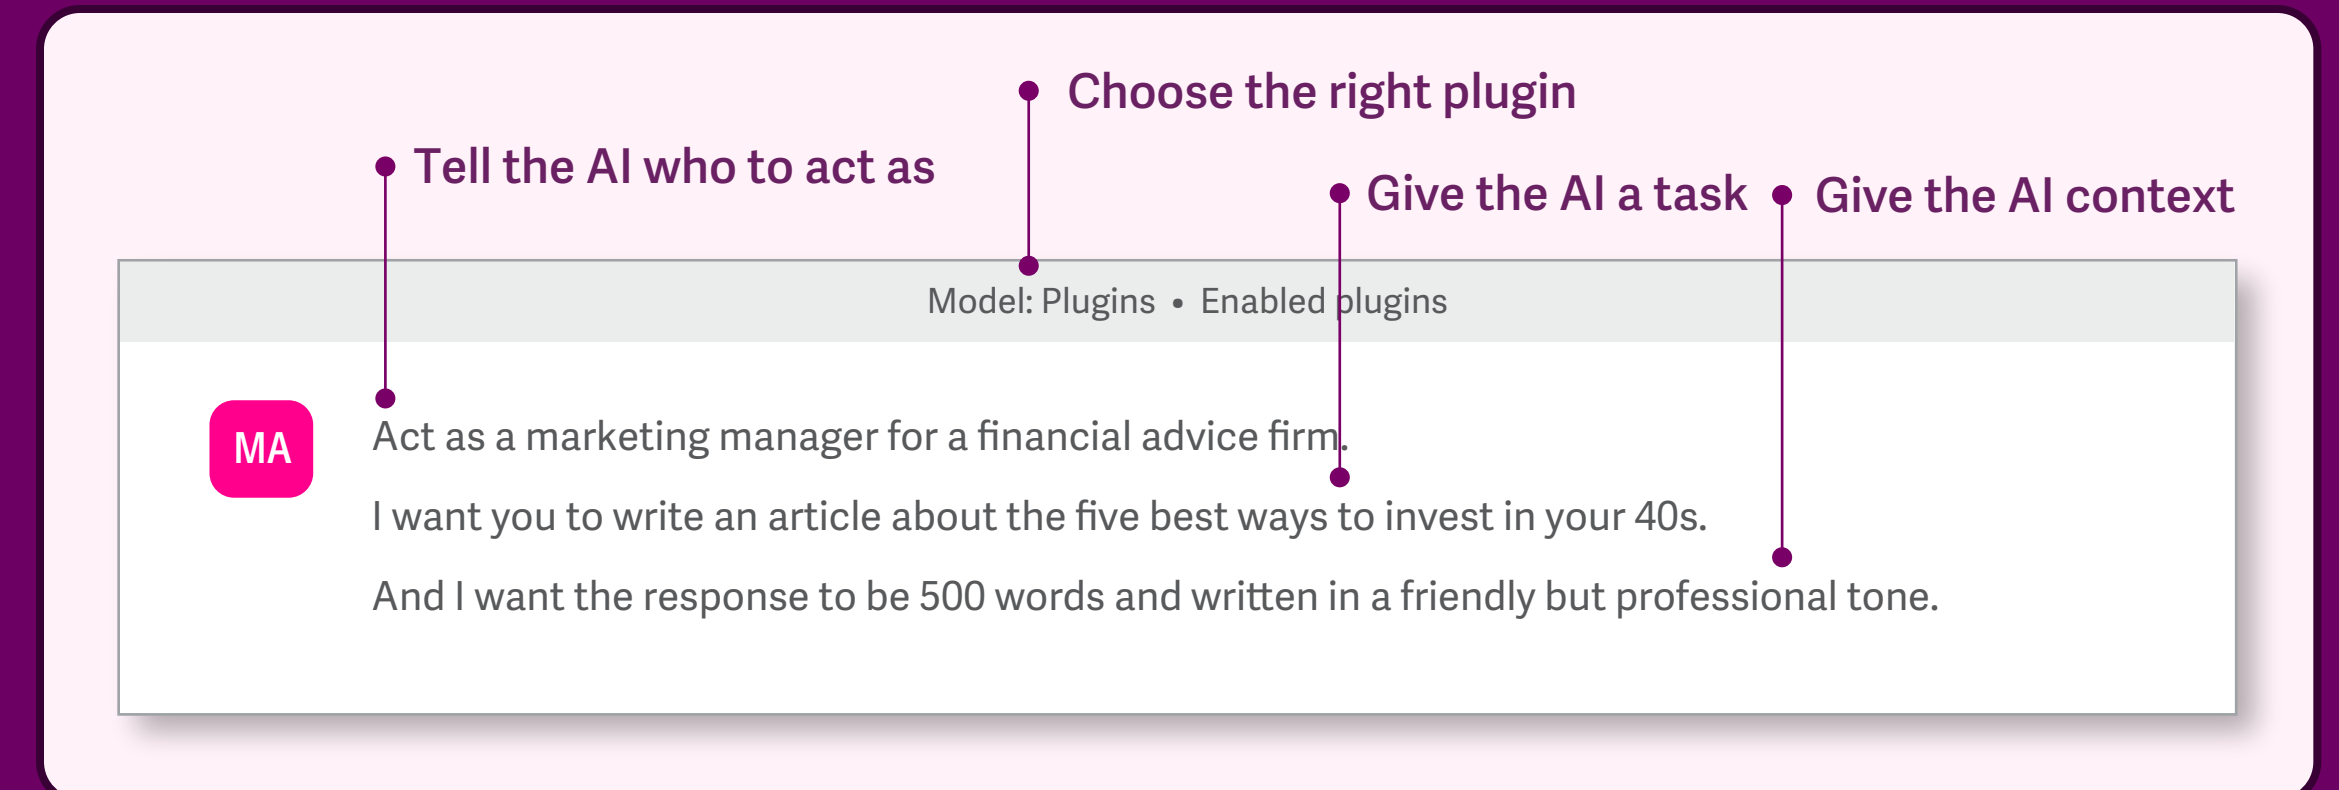 Choose the right plugin
Tell the AI who to act as
Give the AI a task
Give the AI context
Model: Plugins • Enabled plugins
MA
Act as a marketing manager for a financial advice firm.
I want you to write an article about the five best ways to invest in your 40s.
And I want the response to be 500 words and written in a friendly but professional tone.